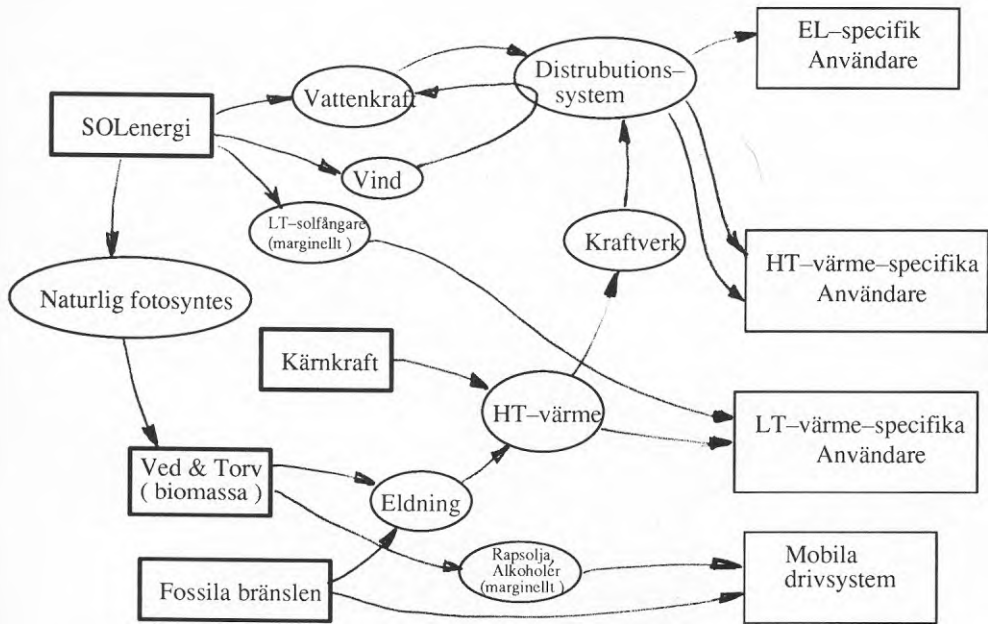 EL–specifik
Användare
Distrubutions–
system
Vattenkraft
SOLenergi
Vind
LT–solfångare
(marginellt )
Kraftverk
HT–värme–specifika
Användare
Naturlig fotosyntes
Kärnkraft
HT–värme
LT–värme–specifika
Användare
Ved & Torv
( biomassa )
Eldning
Rapsolja,
Alkoholer
(marginellt )
Mobila
drivsystem
Fossila bränslen